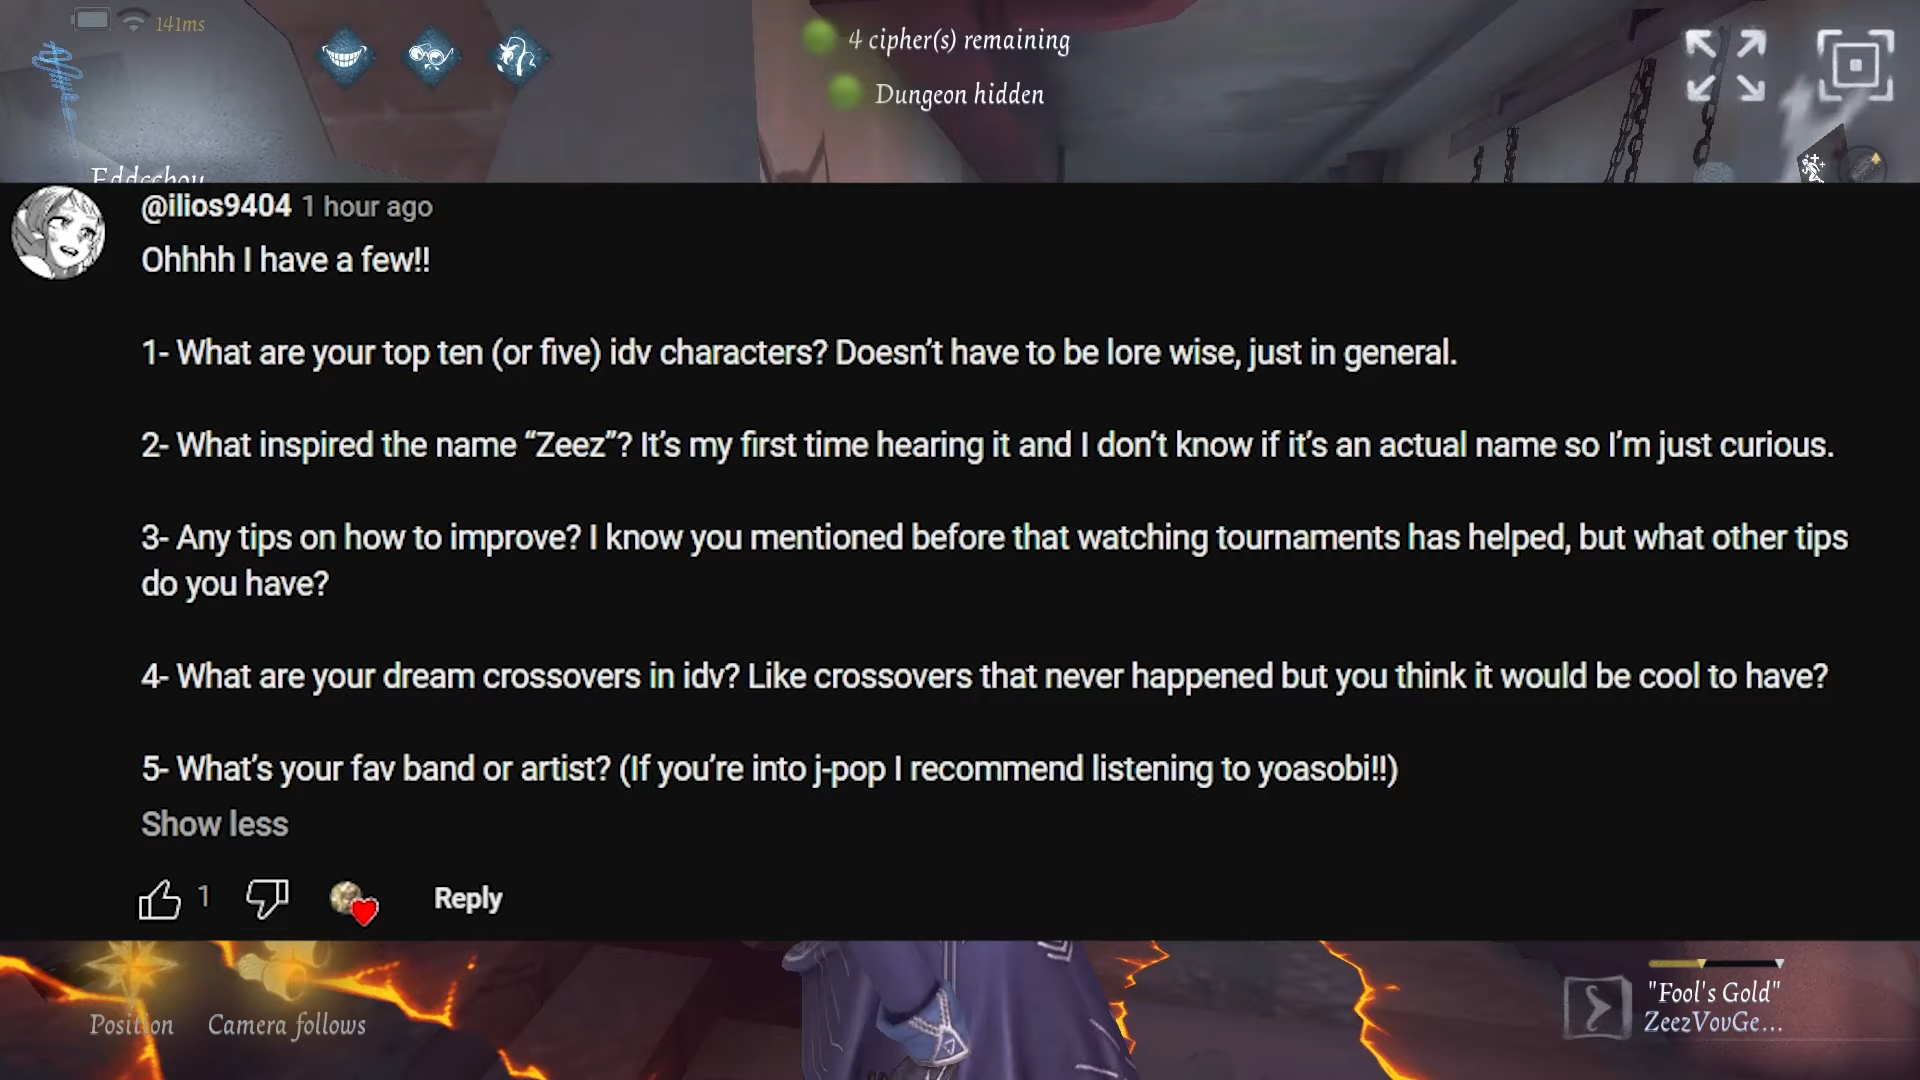 141ms
4 cipher(s) remaining
Dungeon hidden
@ilios9404 1 hour ago
Ohhhh I have a few!!
1- What are your top ten (or five) idv characters? Doesn’t have to be lore wise, just in general.
2- What inspired the name “Zeez”? It’s my first time hearing it and I don’t know if it’s an actual name so I’m just curious.
3- Any tips on how to improve? I know you mentioned before that watching tournaments has helped, but what other tips
do you have?
4- What are your dream crossovers in idv? Like crossovers that never happened but you think it would be cool to have?
5- What’s your fav band or artist? (If you’re into j-pop I recommend listening to yoasobi!!)
Show less
1
Reply
Position
Camera follows
"Fool's Gold"
ZeezVovGe...